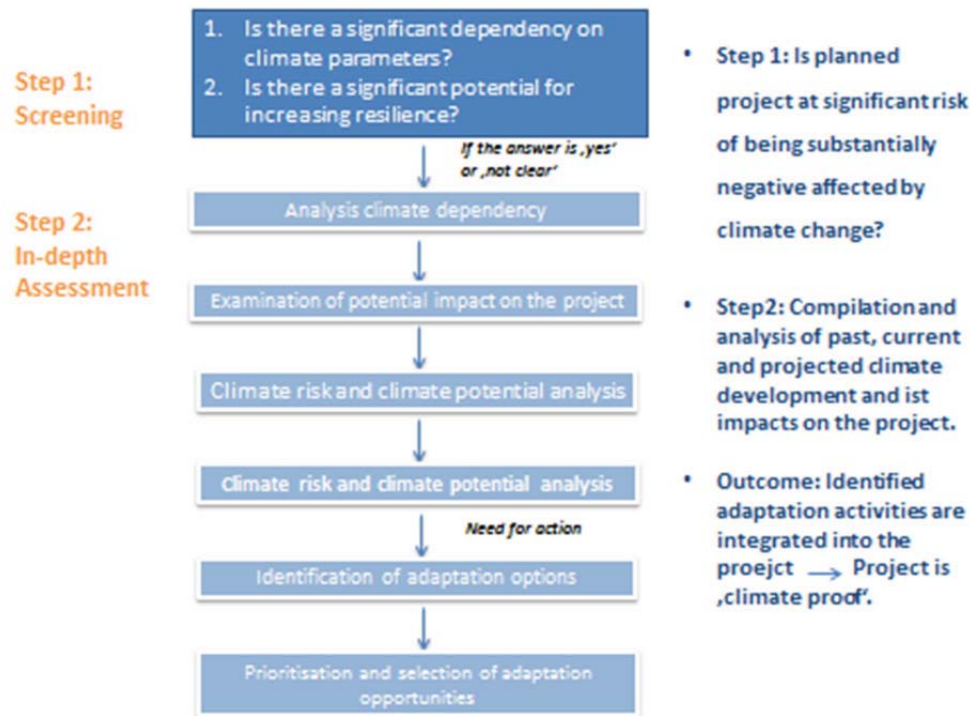 Step 1:
Screening
1. Is there a significant dependency on
climate parameters?
2. Is there a significant potential for
increasing resilience?
If the answer is ‚yes'
or ‚not clear'
Step 2:
In-depth
Assessment
Analysis climate dependency
Examination of potential impact on the project
Climate risk and climate potential analysis
Climate risk and climate potential analysis
Need for action
Identification of adaptation options
Prioritisation and selection of adaptation
opportunities
• Step 1: Is planned
project at significant risk
of being substantially
negative affected by
climate change?
• Step2: Compilation and
analysis of past, current
and projected climate
development and ist
impacts on the project.
• Outcome: Identified
adaptation activities are
integrated into the
proejct → Project is
‚climate proof'.